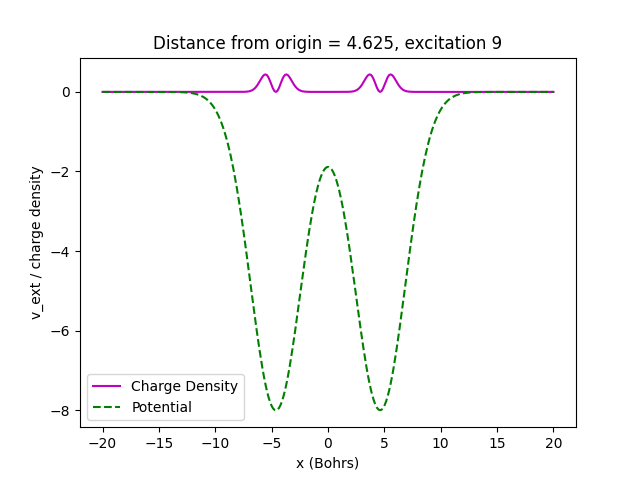 Distance from origin = 4.625, excitation 9
v_ext / charge density
0
−2
−4
−6
−8
Charge Density
Potential
−20 −15 −10 −5 0 5 10 15 20
x (Bohrs)